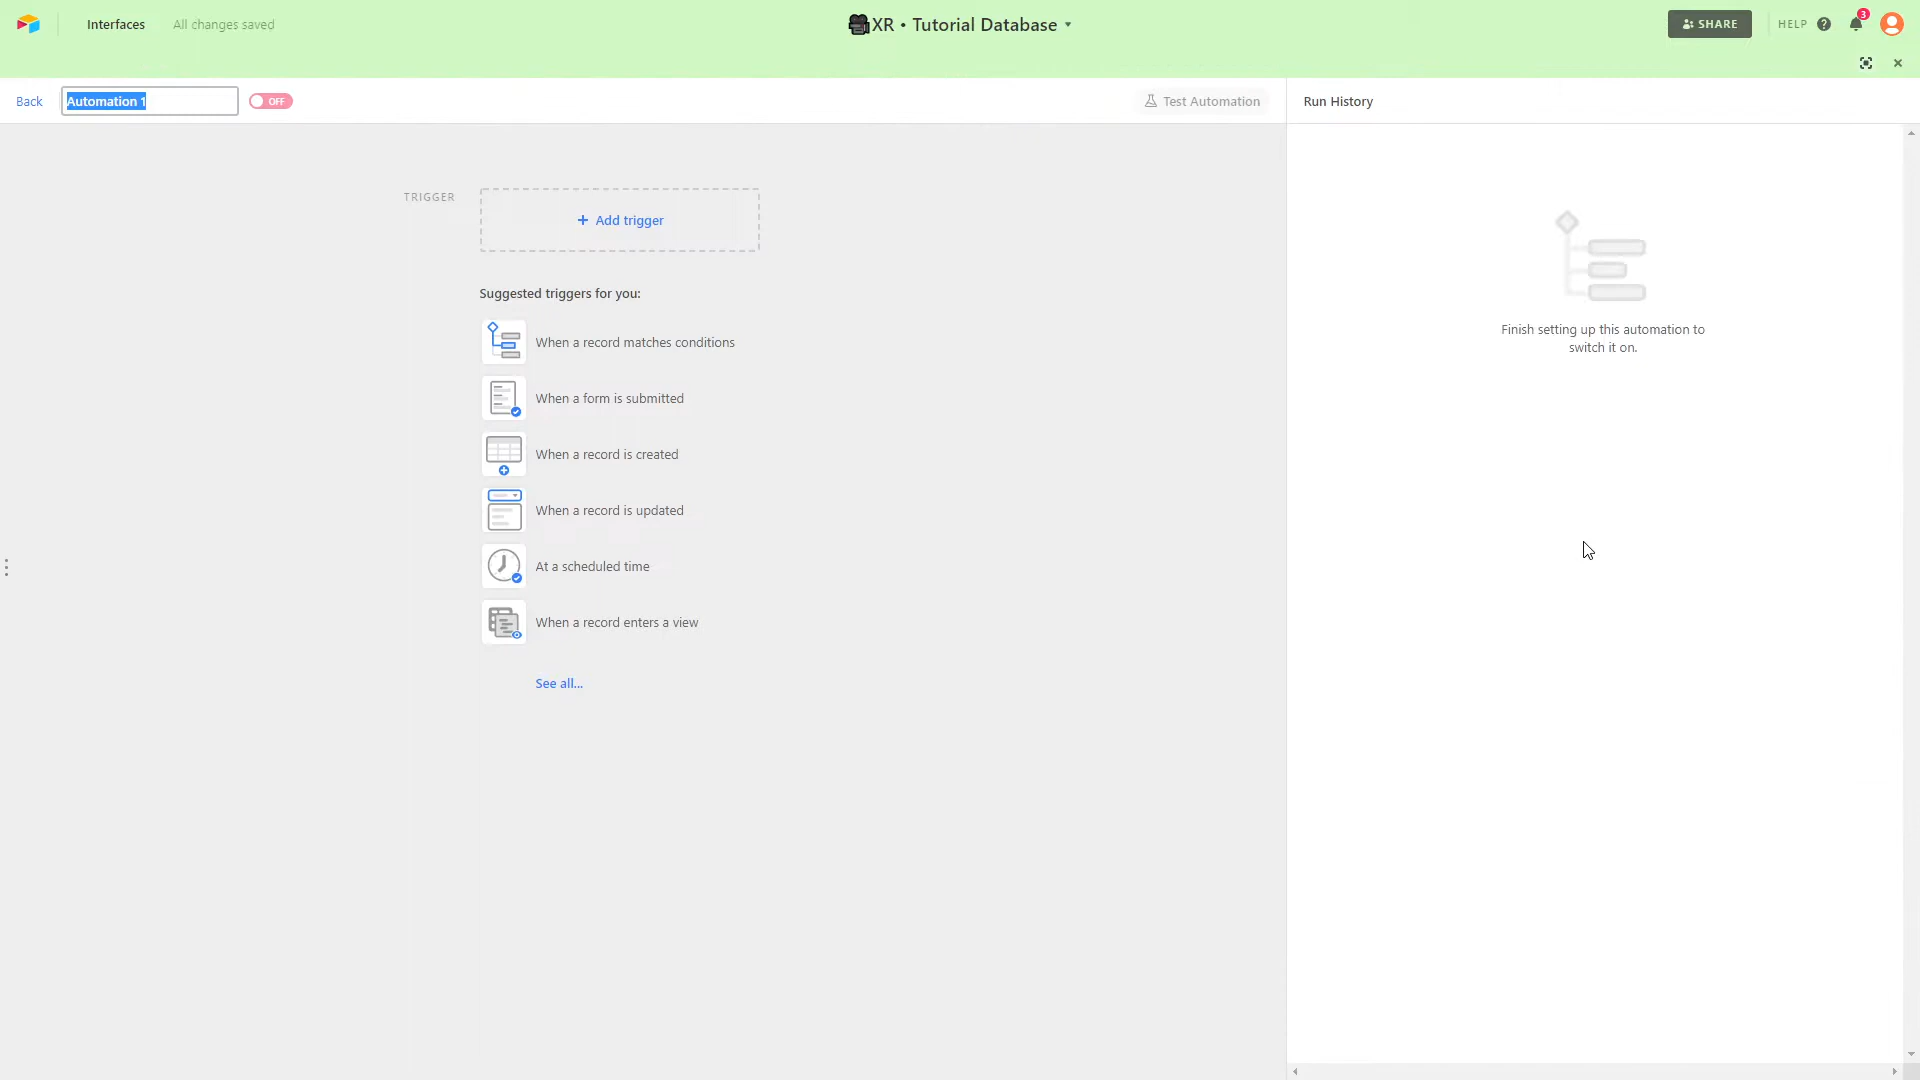 Interfaces
All changes saved
XR • Tutorial Database
SHARE
HELP
3
Back
Automation 1
OFF
Test Automation
Run History
TRIGGER
+ Add trigger
Suggested triggers for you:
When a record matches conditions
When a form is submitted
When a record is created
When a record is updated
At a scheduled time
When a record enters a view
See all...
Finish setting up this automation to
switch it on.